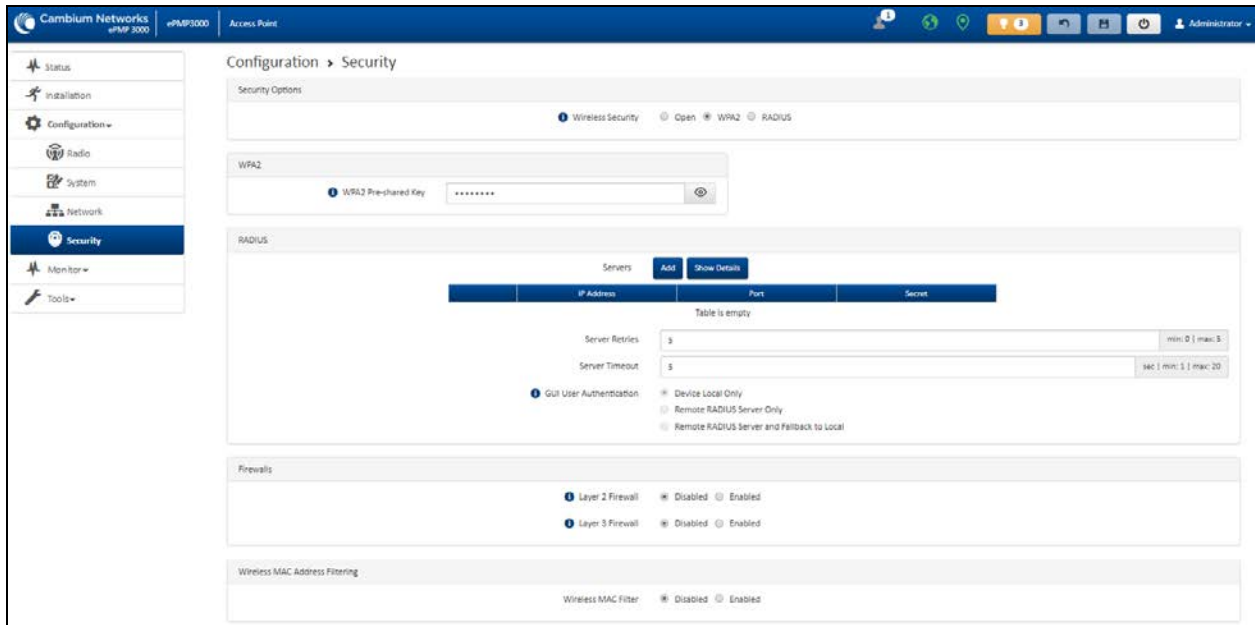 Cambium Networks
ePMP 3000
ePMP3000
Access Point
1
3
Administrator
Status
Installation
Configuration
Radio
System
Network
Security
Monitor
Tools
Configuration > Security
Security Options
Wireless Security Open WPA2 RADIUS
WPA2
WPA2 Pre-shared Key ••••••••
RADIUS
Servers Add Show Details
IP Address Port Secret
Table is empty
Server Retries min: 0 | max: 5
Server Timeout 5 sec | min: 1 | max: 20
GUI User Authentication Device Local Only
Remote RADIUS Server Only
Remote RADIUS Server and Fallback to Local
Firewalls
Layer 2 Firewall Disabled Enabled
Layer 3 Firewall Disabled Enabled
Wireless MAC Address Filtering
Wireless MAC Filter Disabled Enabled